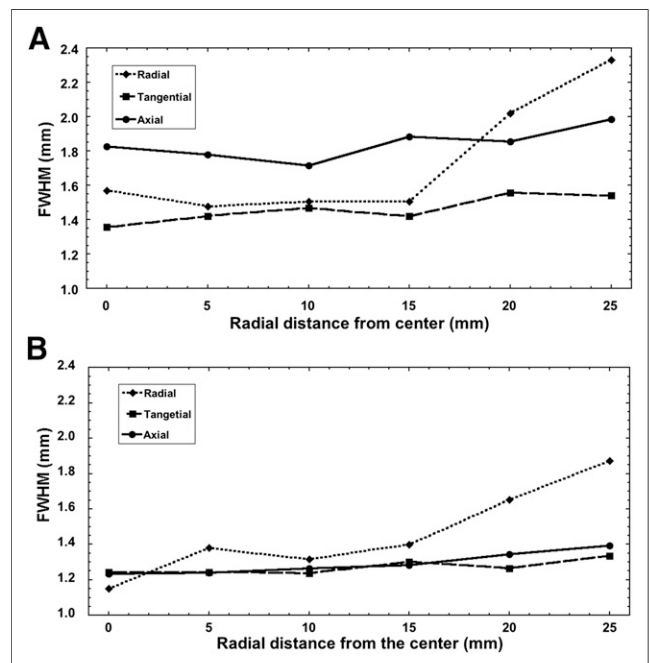 A
2.4
2.2
2.0
1.8
1.6
1.4
1.2
1.0
FWHM (mm)
Radial
Tangential
Axial
0 5 10 15 20 25
Radial distance from center (mm)
B
2.4
2.2
2.0
1.8
1.6
1.4
1.2
1.0
FWHM (mm)
Radial
Tangetial
Axial
0 5 10 15 20 25
Radial distance from the center (mm)